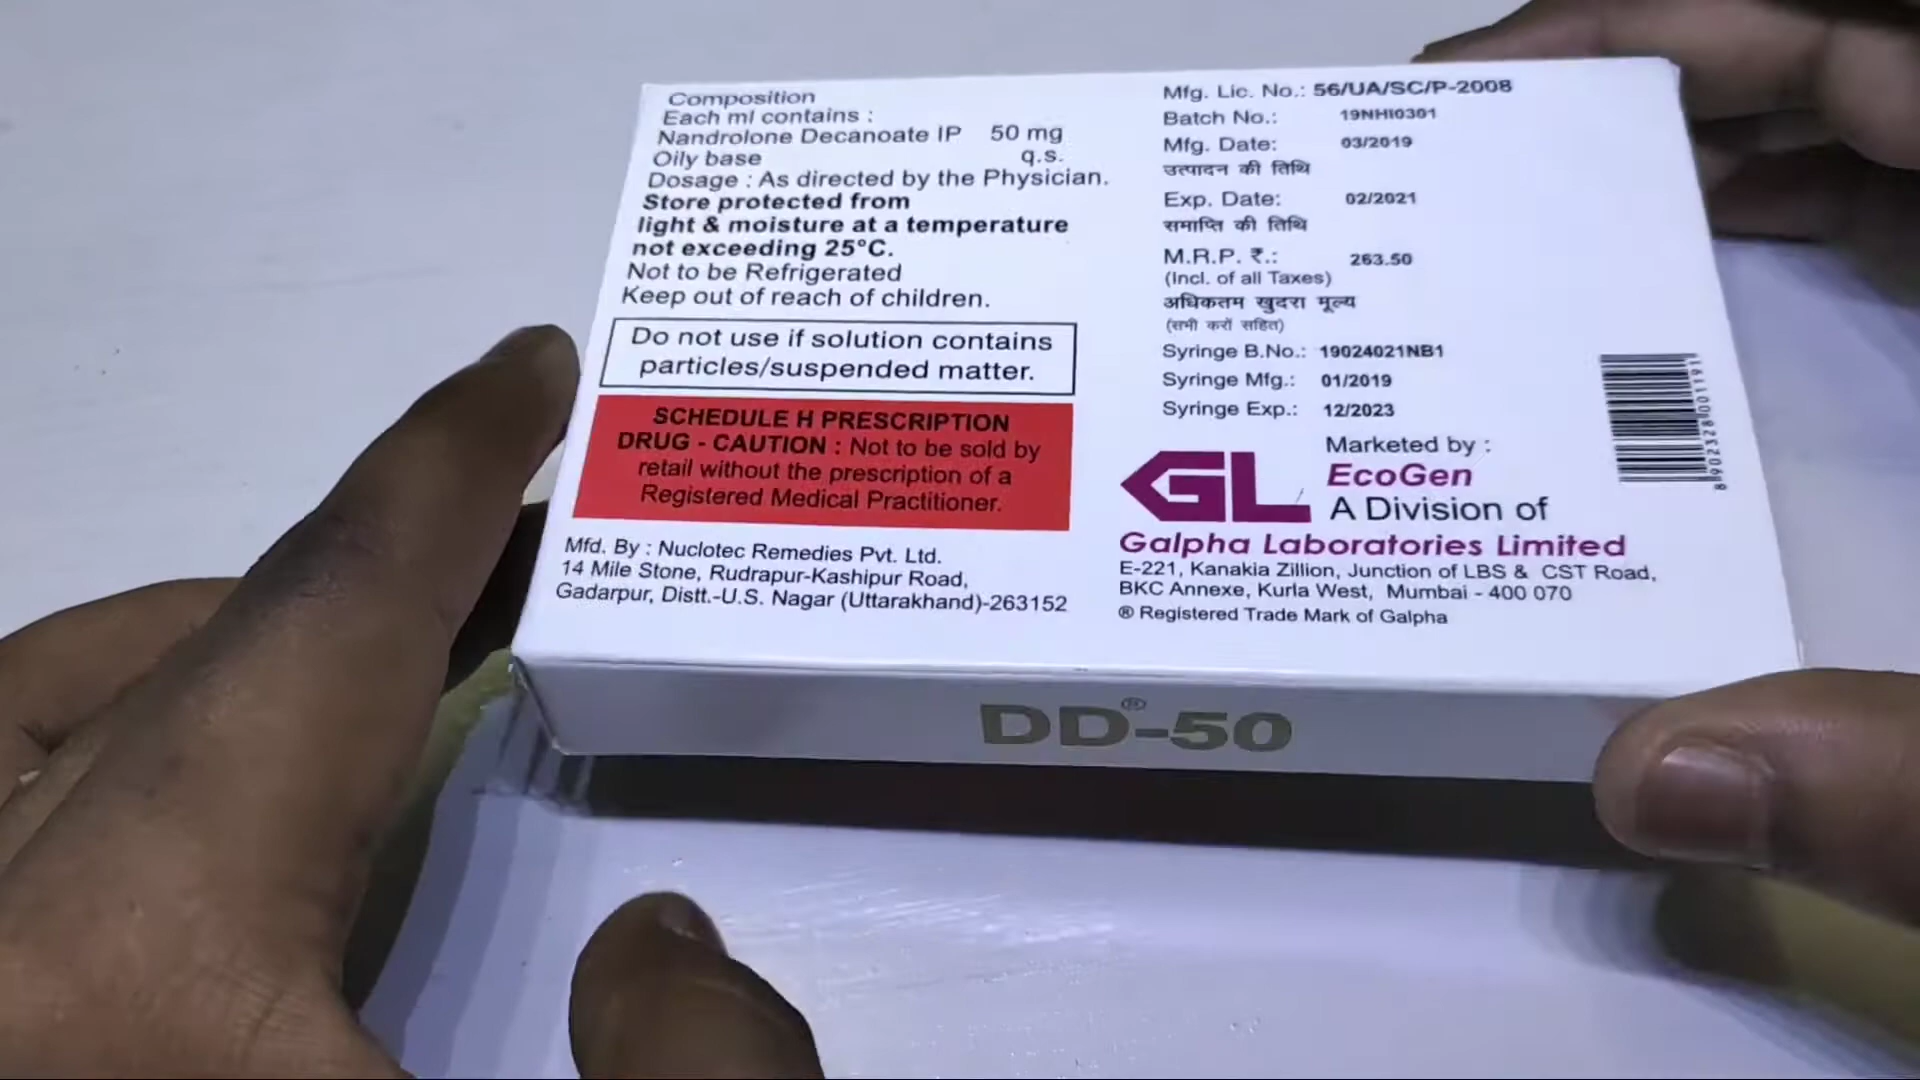 Composition
Each ml contains :
Nandrolone Decanoate IP 50 mg
Oily base q.s.
Dosage : As directed by the Physician.
Store protected from
light & moisture at a temperature
not exceeding 25°C.
Not to be Refrigerated
Keep out of reach of children.
Do not use if solution contains
particles/suspended matter.
SCHEDULE H PRESCRIPTION
DRUG - CAUTION : Not to be sold by
retail without the prescription of a
Registered Medical Practitioner.
Mfd. By : Nuclotec Remedies Pvt. Ltd.
14 Mile Stone, Rudrapur-Kashipur Road,
Gadarpur, Distt.-U.S. Nagar (Uttarakhand)-263152
Mfg. Lic. No.: 56/UA/SC/P-2008
Batch No.: 19NHI0301
Mfg. Date: 03/2019
उत्पादन की तिथि
Exp. Date: 02/2021
समाप्ति की तिथि
M.R.P. ₹.: 263.50
(Incl. of all Taxes)
अधिकतम खुदरा मूल्य
(सभी करों सहित)
Syringe B.No.: 19024021NB1
Syringe Mfg.: 01/2019
Syringe Exp.: 12/2023
Marketed by :
GL EcoGen
A Division of
Galpha Laboratories Limited
E-221, Kanakia Zillion, Junction of LBS & CST Road,
BKC Annexe, Kurla West, Mumbai - 400 070
® Registered Trade Mark of Galpha
8902328001191
DD®-50